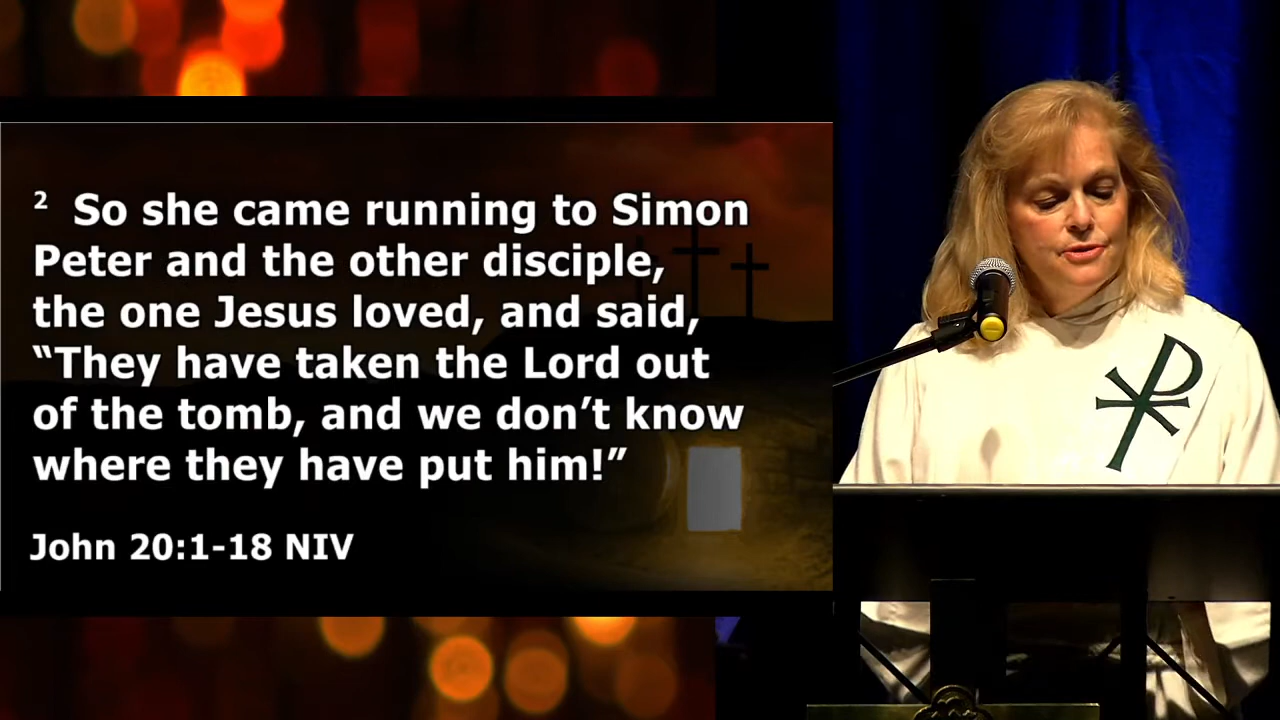 2 So she came running to Simon
Peter and the other disciple,
the one Jesus loved, and said,
“They have taken the Lord out
of the tomb, and we don’t know
where they have put him!”
John 20:1-18 NIV